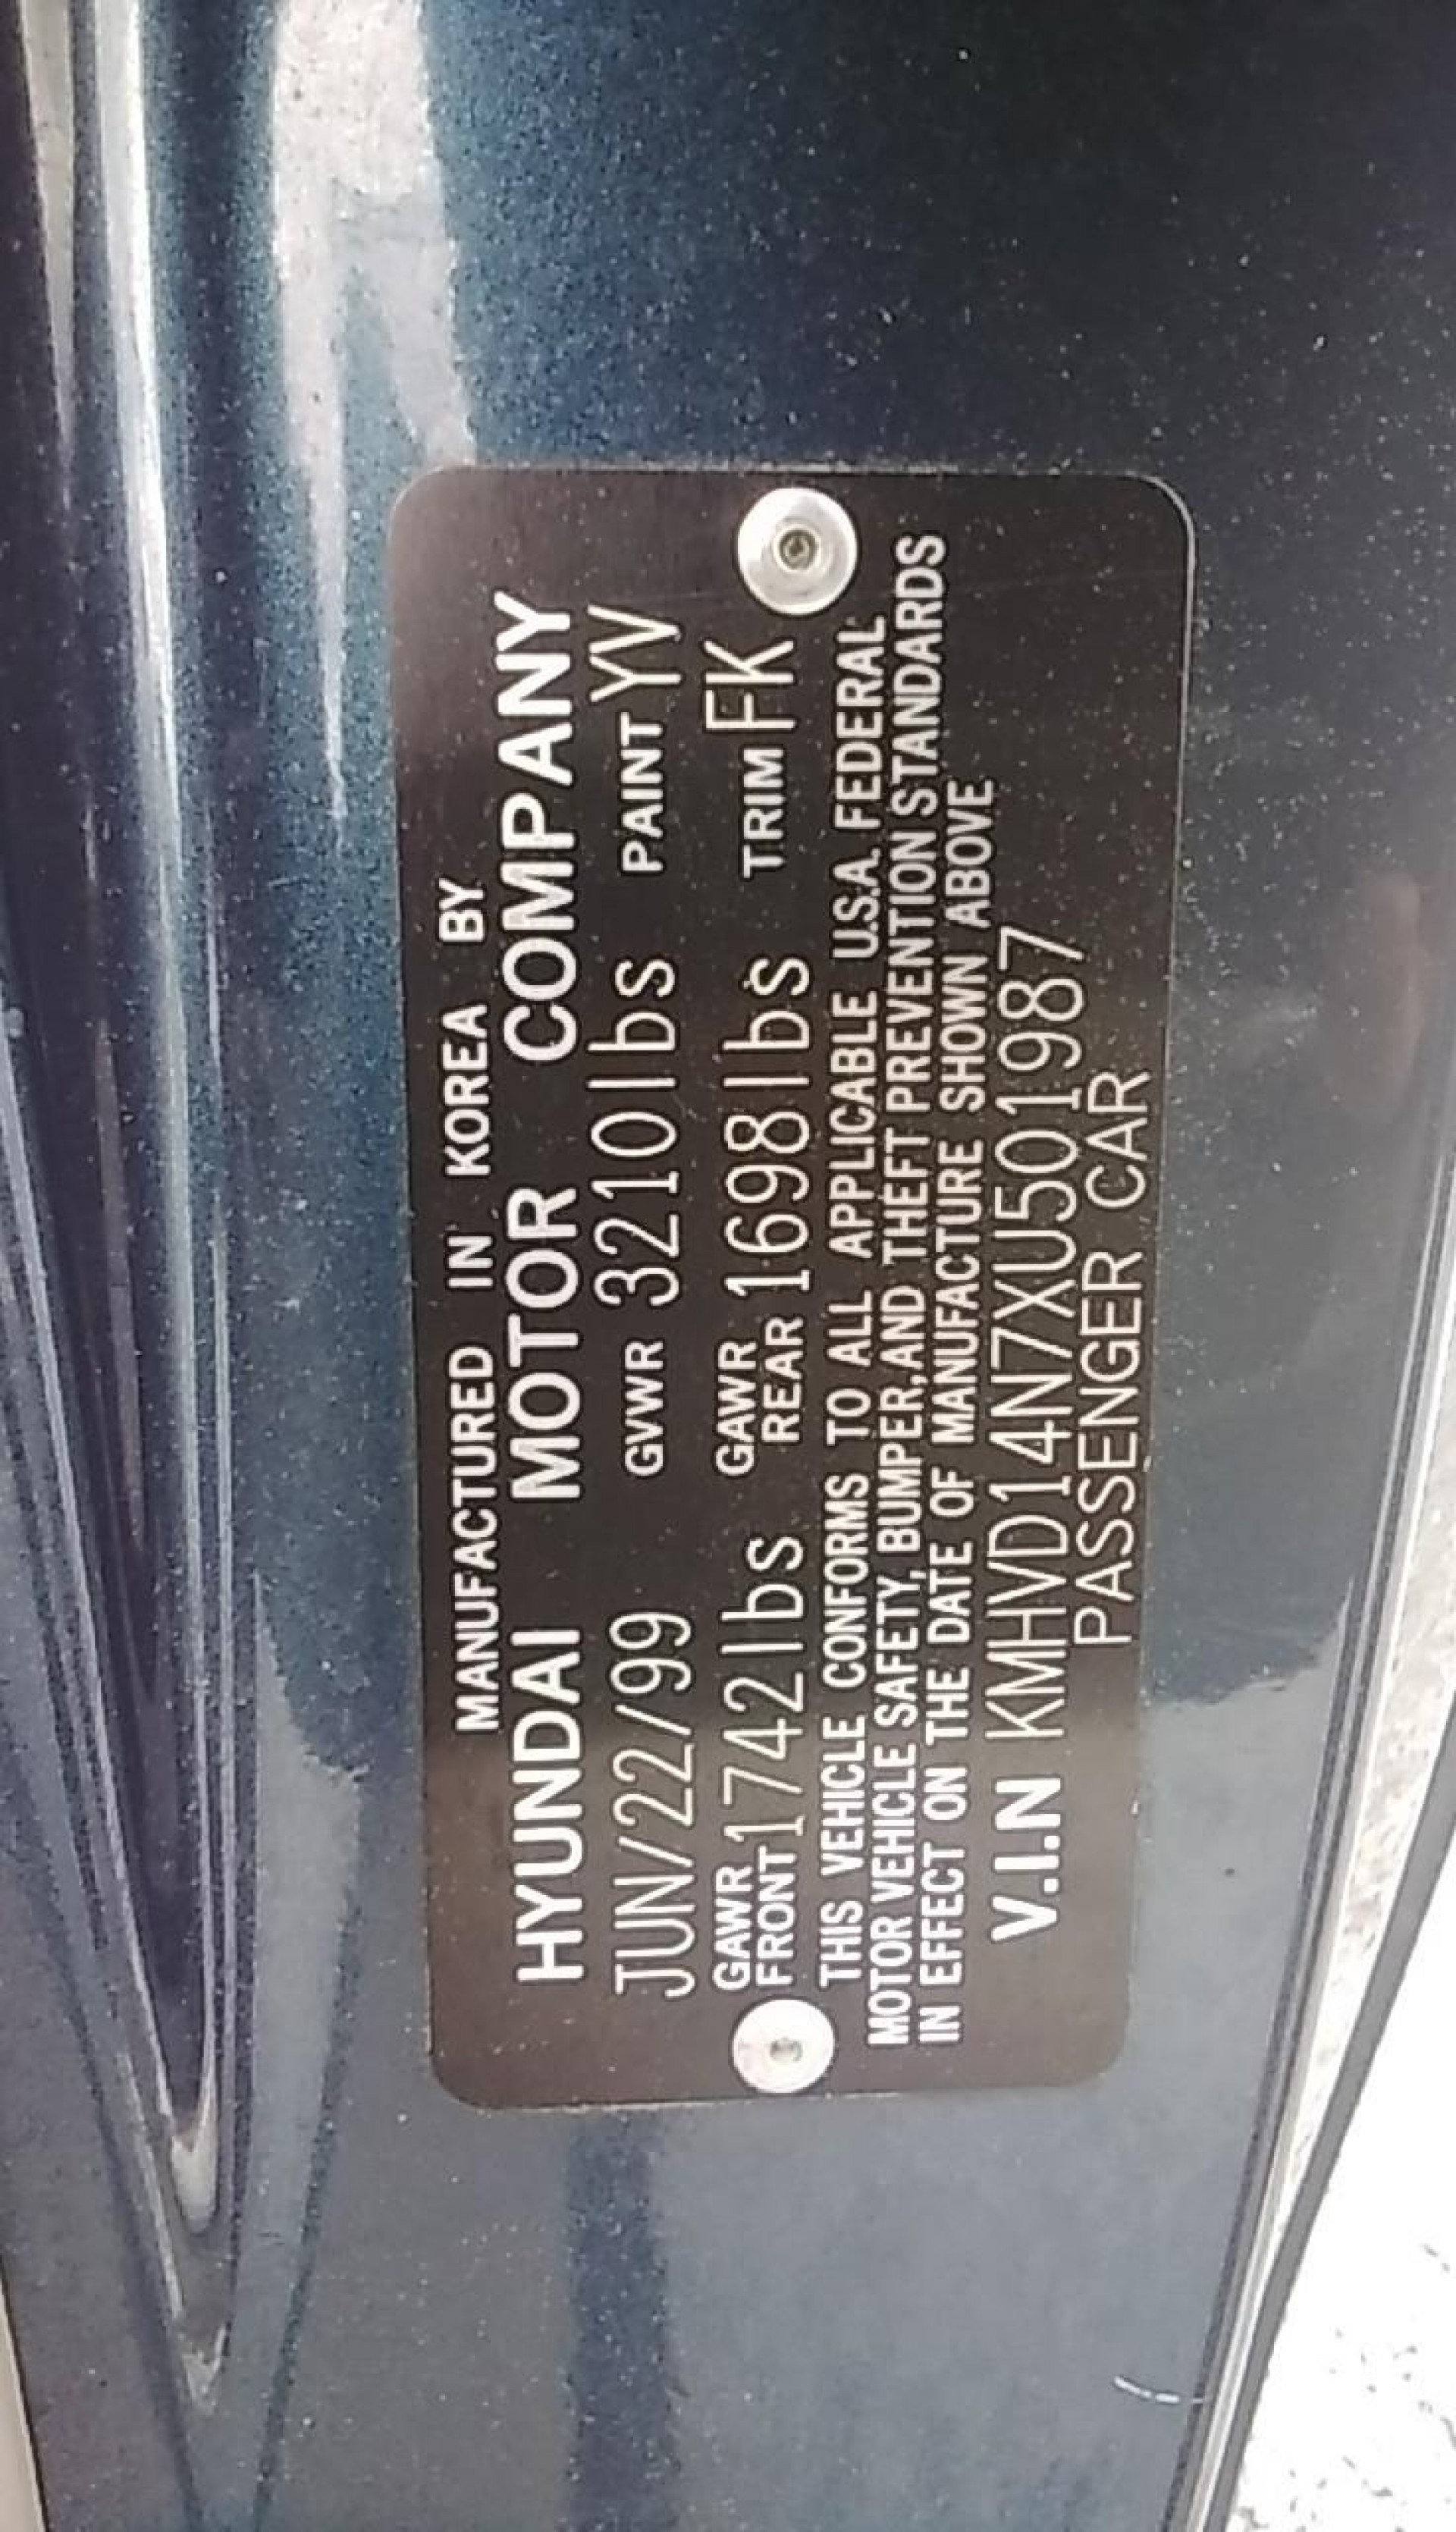 MANUFACTURED IN KOREA BY
HYUNDAI MOTOR COMPANY
JUN/22/99 GVWR 3210lbs PAINT YV
GAWR FRONT 1742lbs GAWR REAR 1698lbs TRIM FK
THIS VEHICLE CONFORMS TO ALL APPLICABLE U.S.A. FEDERAL
MOTOR VEHICLE SAFETY, BUMPER, AND THEFT PREVENTION STANDARDS
IN EFFECT ON THE DATE OF MANUFACTURE SHOWN ABOVE
V.I.N KMHVD14N7XU501987
PASSENGER CAR